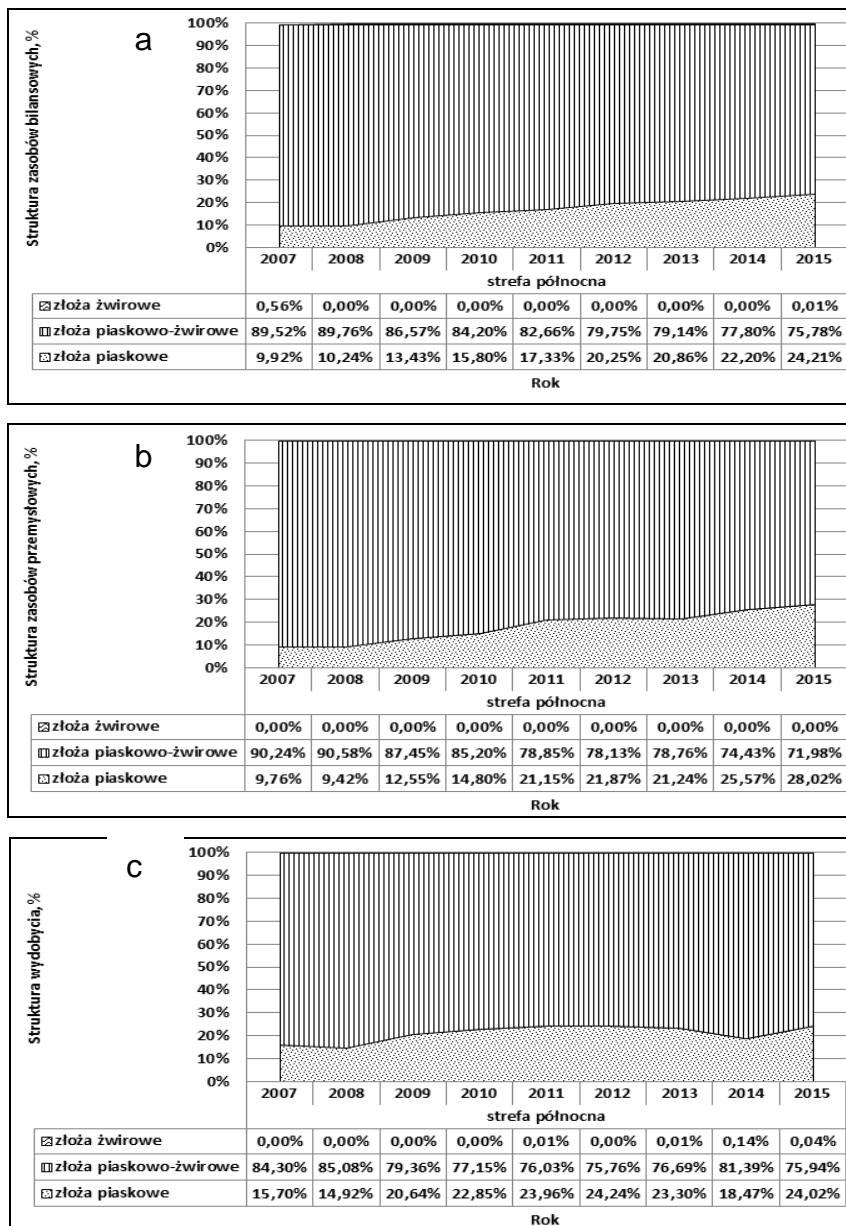 a
Struktura zasobów bilansowych, %
100%
90%
80%
70%
60%
50%
40%
30%
20%
10%
0%
2007 2008 2009 2010 2011 2012 2013 2014 2015
strefa północna
złoża żwirowe 0,56% 0,00% 0,00% 0,00% 0,00% 0,00% 0,00% 0,00% 0,01%
złoża piaskowo-żwirowe 89,52% 89,76% 86,57% 84,20% 82,66% 79,75% 79,14% 77,80% 75,78%
złoża piaskowe 9,92% 10,24% 13,43% 15,80% 17,33% 20,25% 20,86% 22,20% 24,21%
Rok
b
Struktura zasobów przemysłowych, %
100%
90%
80%
70%
60%
50%
40%
30%
20%
10%
0%
2007 2008 2009 2010 2011 2012 2013 2014 2015
strefa północna
złoża żwirowe 0,00% 0,00% 0,00% 0,00% 0,00% 0,00% 0,00% 0,00% 0,00%
złoża piaskowo-żwirowe 90,24% 90,58% 87,45% 85,20% 78,85% 78,13% 78,76% 74,43% 71,98%
złoża piaskowe 9,76% 9,42% 12,55% 14,80% 21,15% 21,87% 21,24% 25,57% 28,02%
Rok
c
Struktura wydobycia, %
100%
90%
80%
70%
60%
50%
40%
30%
20%
10%
0%
2007 2008 2009 2010 2011 2012 2013 2014 2015
strefa północna
złoża żwirowe 0,00% 0,00% 0,00% 0,00% 0,01% 0,00% 0,01% 0,14% 0,04%
złoża piaskowo-żwirowe 84,30% 85,08% 79,36% 77,15% 76,03% 75,76% 76,69% 81,39% 75,94%
złoża piaskowe 15,70% 14,92% 20,64% 22,85% 23,96% 24,24% 23,30% 18,47% 24,02%
Rok